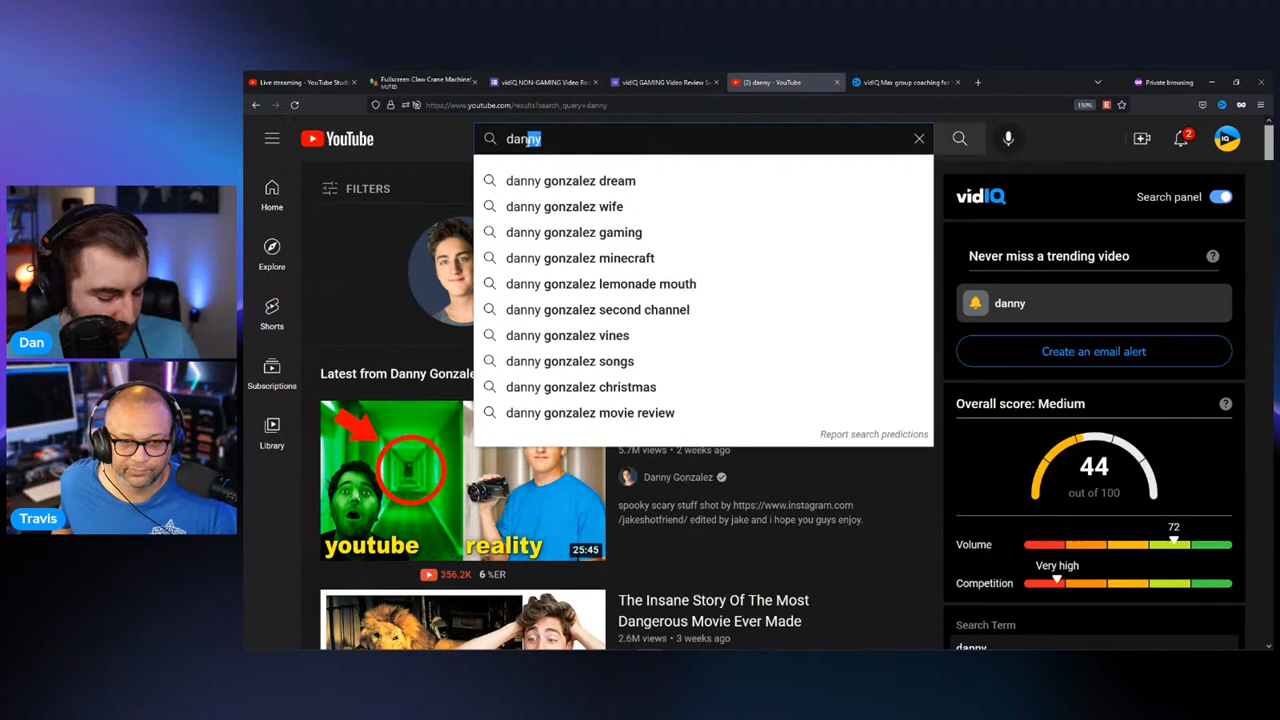 Live streaming - YouTube Studi
Fullscreen Claw Crane Machine!
MUTED
vidIQ NON-GAMING Video Re
vidIQ GAMING Video Review Su
(2) danny - YouTube
vidIQ Max group coaching for
Private browsing
https://www.youtube.com/results?search_query=danny
150%
YouTube
danny
2
IQ
Home
Explore
Shorts
Subscriptions
Library
FILTERS
danny gonzalez dream
danny gonzalez wife
danny gonzalez gaming
danny gonzalez minecraft
danny gonzalez lemonade mouth
danny gonzalez second channel
danny gonzalez vines
danny gonzalez songs
danny gonzalez christmas
danny gonzalez movie review
Report search predictions
Latest from Danny Gonzale
youtube
reality
25:45
356.2K 6 %ER
5.7M views • 2 weeks ago
Danny Gonzalez
spooky scary stuff shot by https://www.instagram.com
/jakeshotfriend/ edited by jake and i hope you guys enjoy.
The Insane Story Of The Most
Dangerous Movie Ever Made
2.6M views • 3 weeks ago
vidIQ
Search panel
Never miss a trending video
danny
Create an email alert
Overall score: Medium
44
out of 100
72
Volume
Very high
Competition
Search Term
danny
Dan
Travis